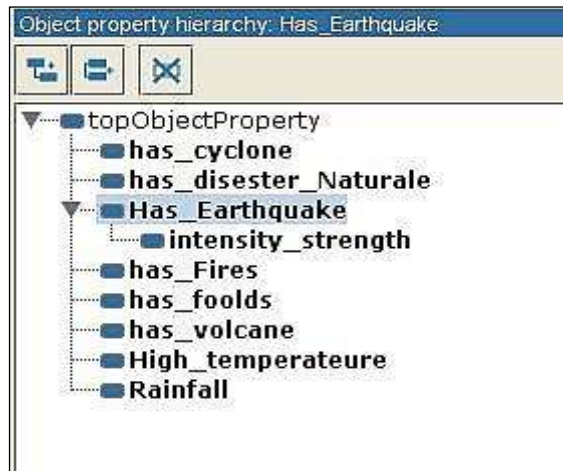 Object property hierarchy: Has_Earthquake
topObjectProperty
has_cyclone
has_disester_Naturale
Has_Earthquake
intensity_strength
has_Fires
has_foolds
has_volcane
High_temperateure
Rainfall